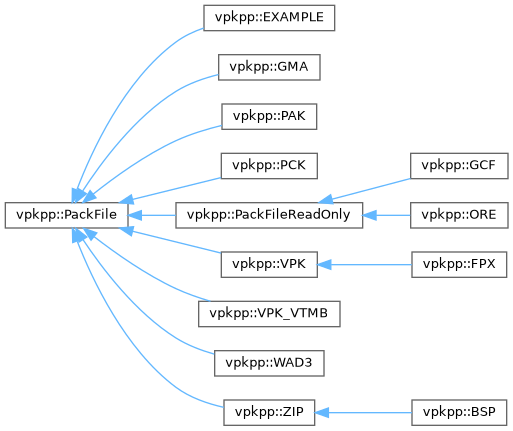 vpkpp::EXAMPLE
vpkpp::GMA
vpkpp::PAK
vpkpp::PCK
vpkpp::GCF
vpkpp::PackFile
vpkpp::PackFileReadOnly
vpkpp::ORE
vpkpp::VPK
vpkpp::FPX
vpkpp::VPK_VTMB
vpkpp::WAD3
vpkpp::ZIP
vpkpp::BSP